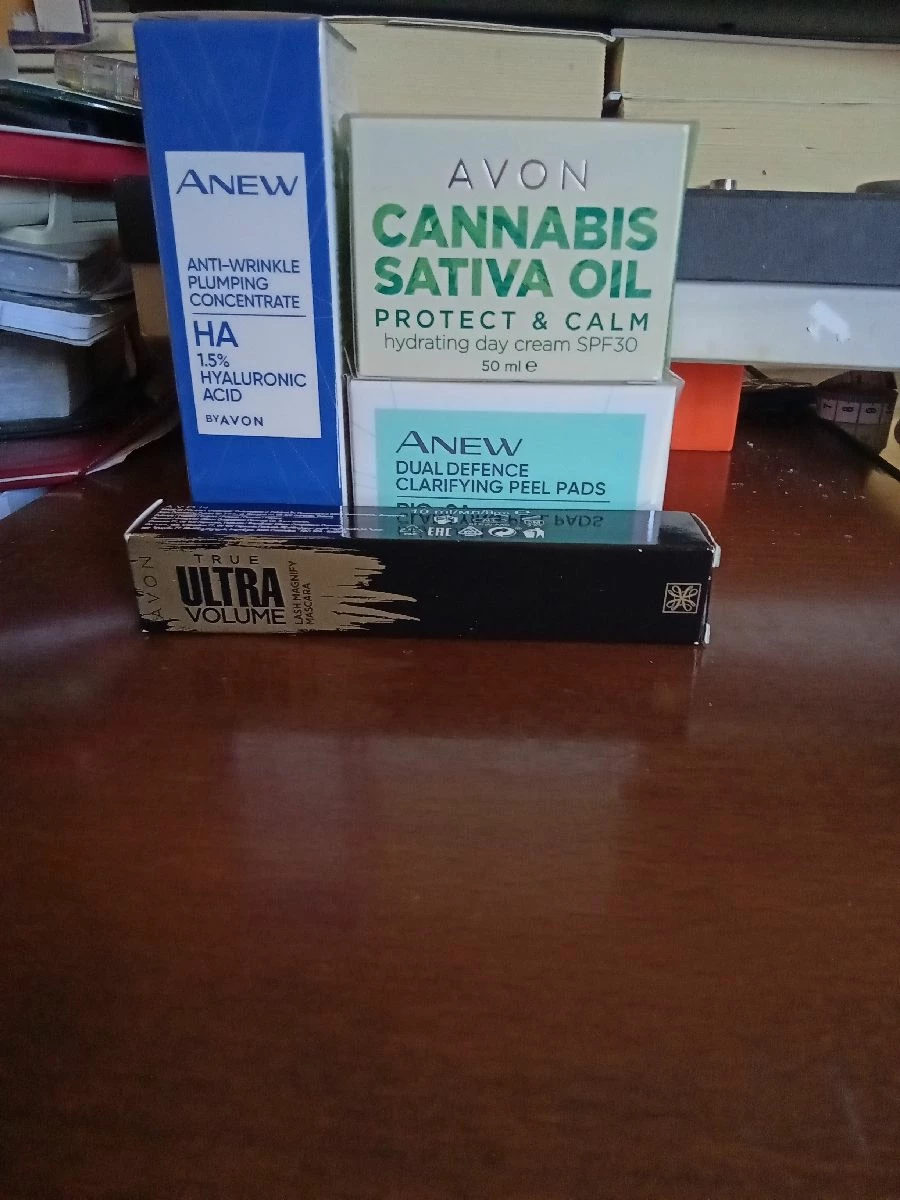 ANEW
ANTI-WRINKLE
PLUMPING
CONCENTRATE
HA
1.5%
HYALURONIC
ACID
BY AVON
AVON
CANNABIS
SATIVA OIL
PROTECT & CALM
hydrating day cream SPF30
50 ml e
ANEW
DUAL DEFENCE
CLARIFYING PEEL PADS
EAC
AVON
TRUE
ULTRA
VOLUME
LASH MAGNIFY
MASCARA